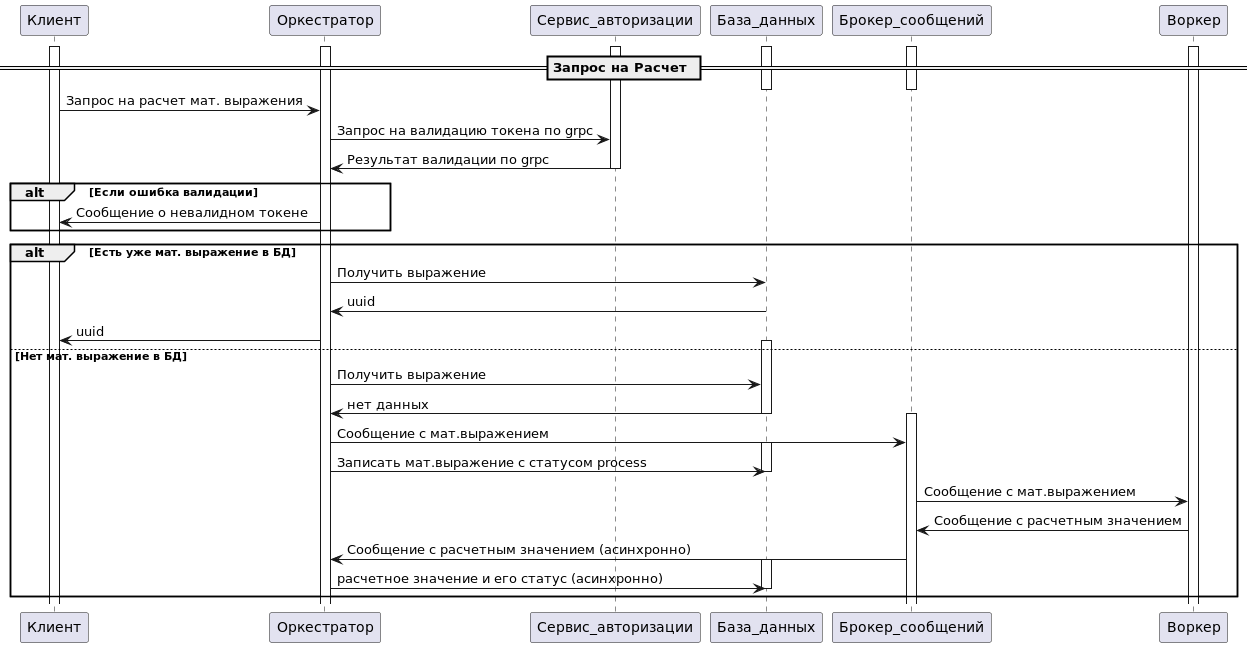 Клиент Оркестратор Сервис_авторизации База_данных Брокер_сообщений Воркер
Запрос на Расчет
Запрос на расчет мат. выражения
Запрос на валидацию токена по grpc
Результат валидации по grpc
alt [Если ошибка валидации]
Сообщение о невалидном токене
alt [Есть уже мат. выражение в БД]
Получить выражение
uuid
uuid
[Нет мат. выражение в БД]
Получить выражение
нет данных
Сообщение с мат.выражением
Записать мат.выражение с статусом process
Сообщение с мат.выражением
Сообщение с расчетным значением
Сообщение с расчетным значением (асинхронно)
расчетное значение и его статус (асинхронно)
Клиент Оркестратор Сервис_авторизации База_данных Брокер_сообщений Воркер